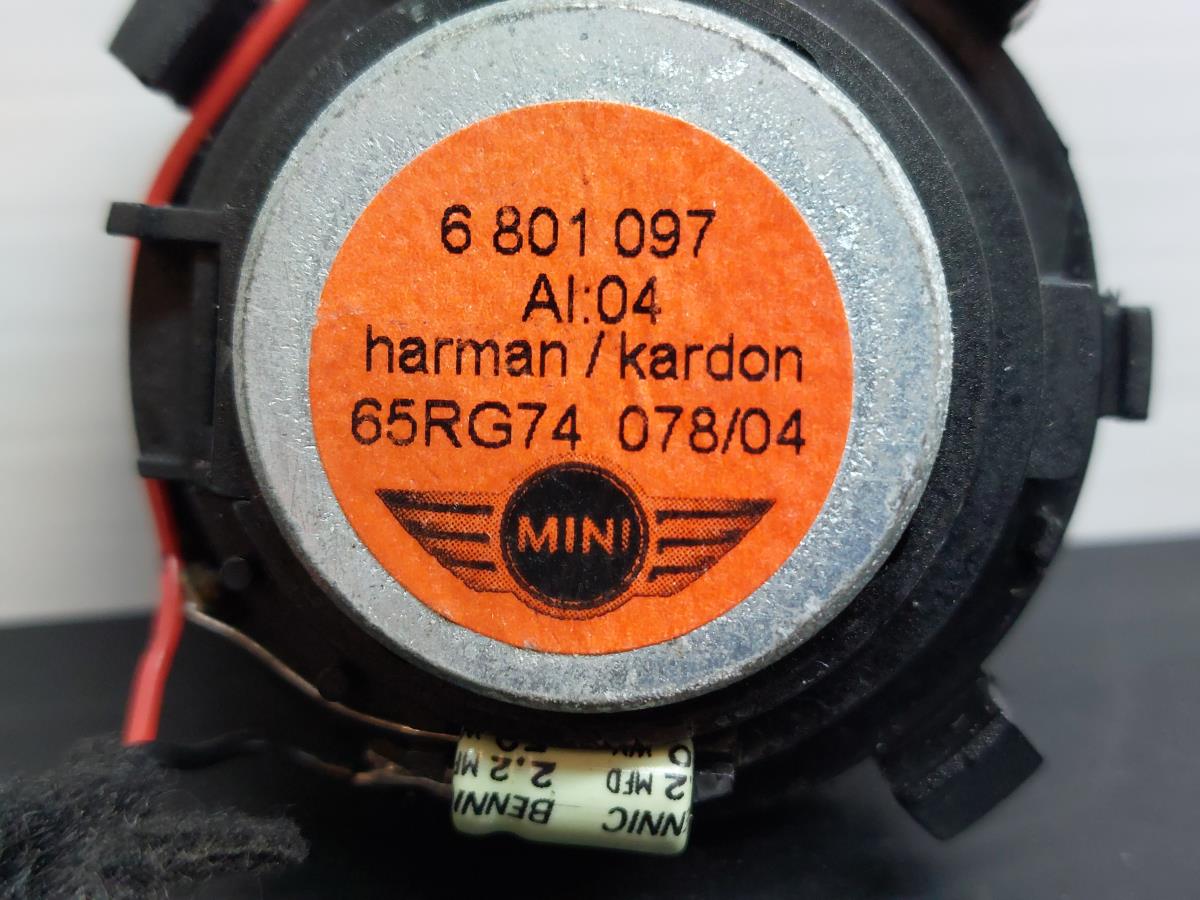 6 801 097
AI:04
harman / kardon
65RG74 078/04
MINI
BENNIC
2.2 MFD